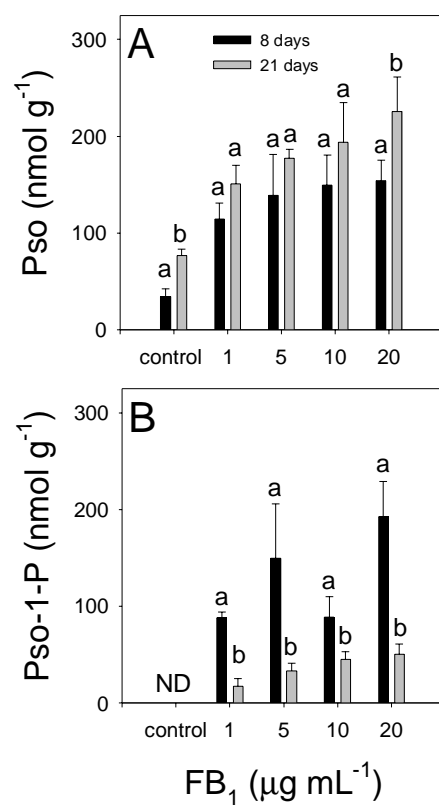 A
8 days
21 days
Pso (nmol g⁻¹)
300
200
100
0
a b a a a a a a a b
control 1 5 10 20
B
Pso-1-P (nmol g⁻¹)
300
200
100
0
ND a b a b a b a b
control 1 5 10 20
FB₁ (μg mL⁻¹)